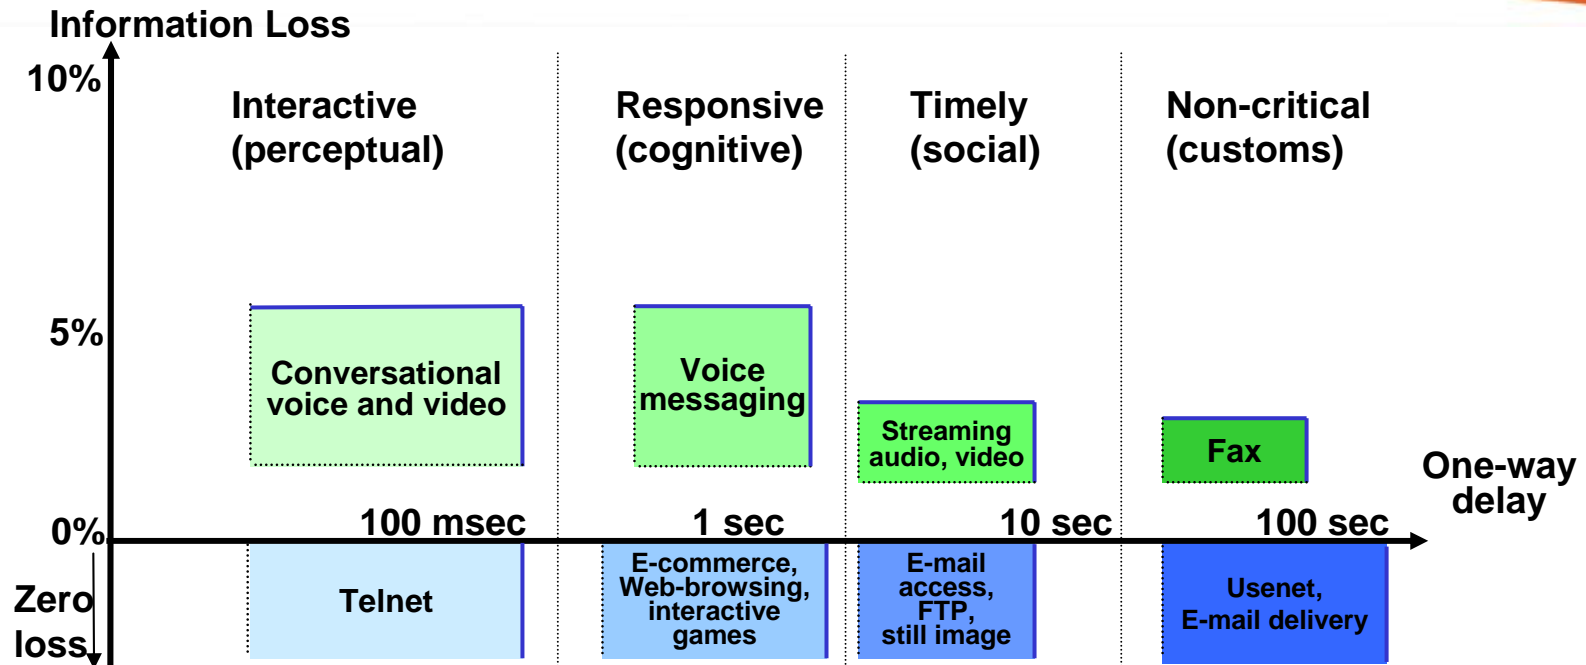 Information Loss
10%
Interactive
(perceptual)
Responsive
(cognitive)
Timely
(social)
Non-critical
(customs)
5%
Conversational
voice and video
Voice
messaging
Streaming
audio, video
Fax
One-way
delay
0%
100 msec
1 sec
10 sec
100 sec
Zero
loss
Telnet
E-commerce,
Web-browsing,
interactive
games
E-mail
access,
FTP,
still image
Usenet,
E-mail delivery